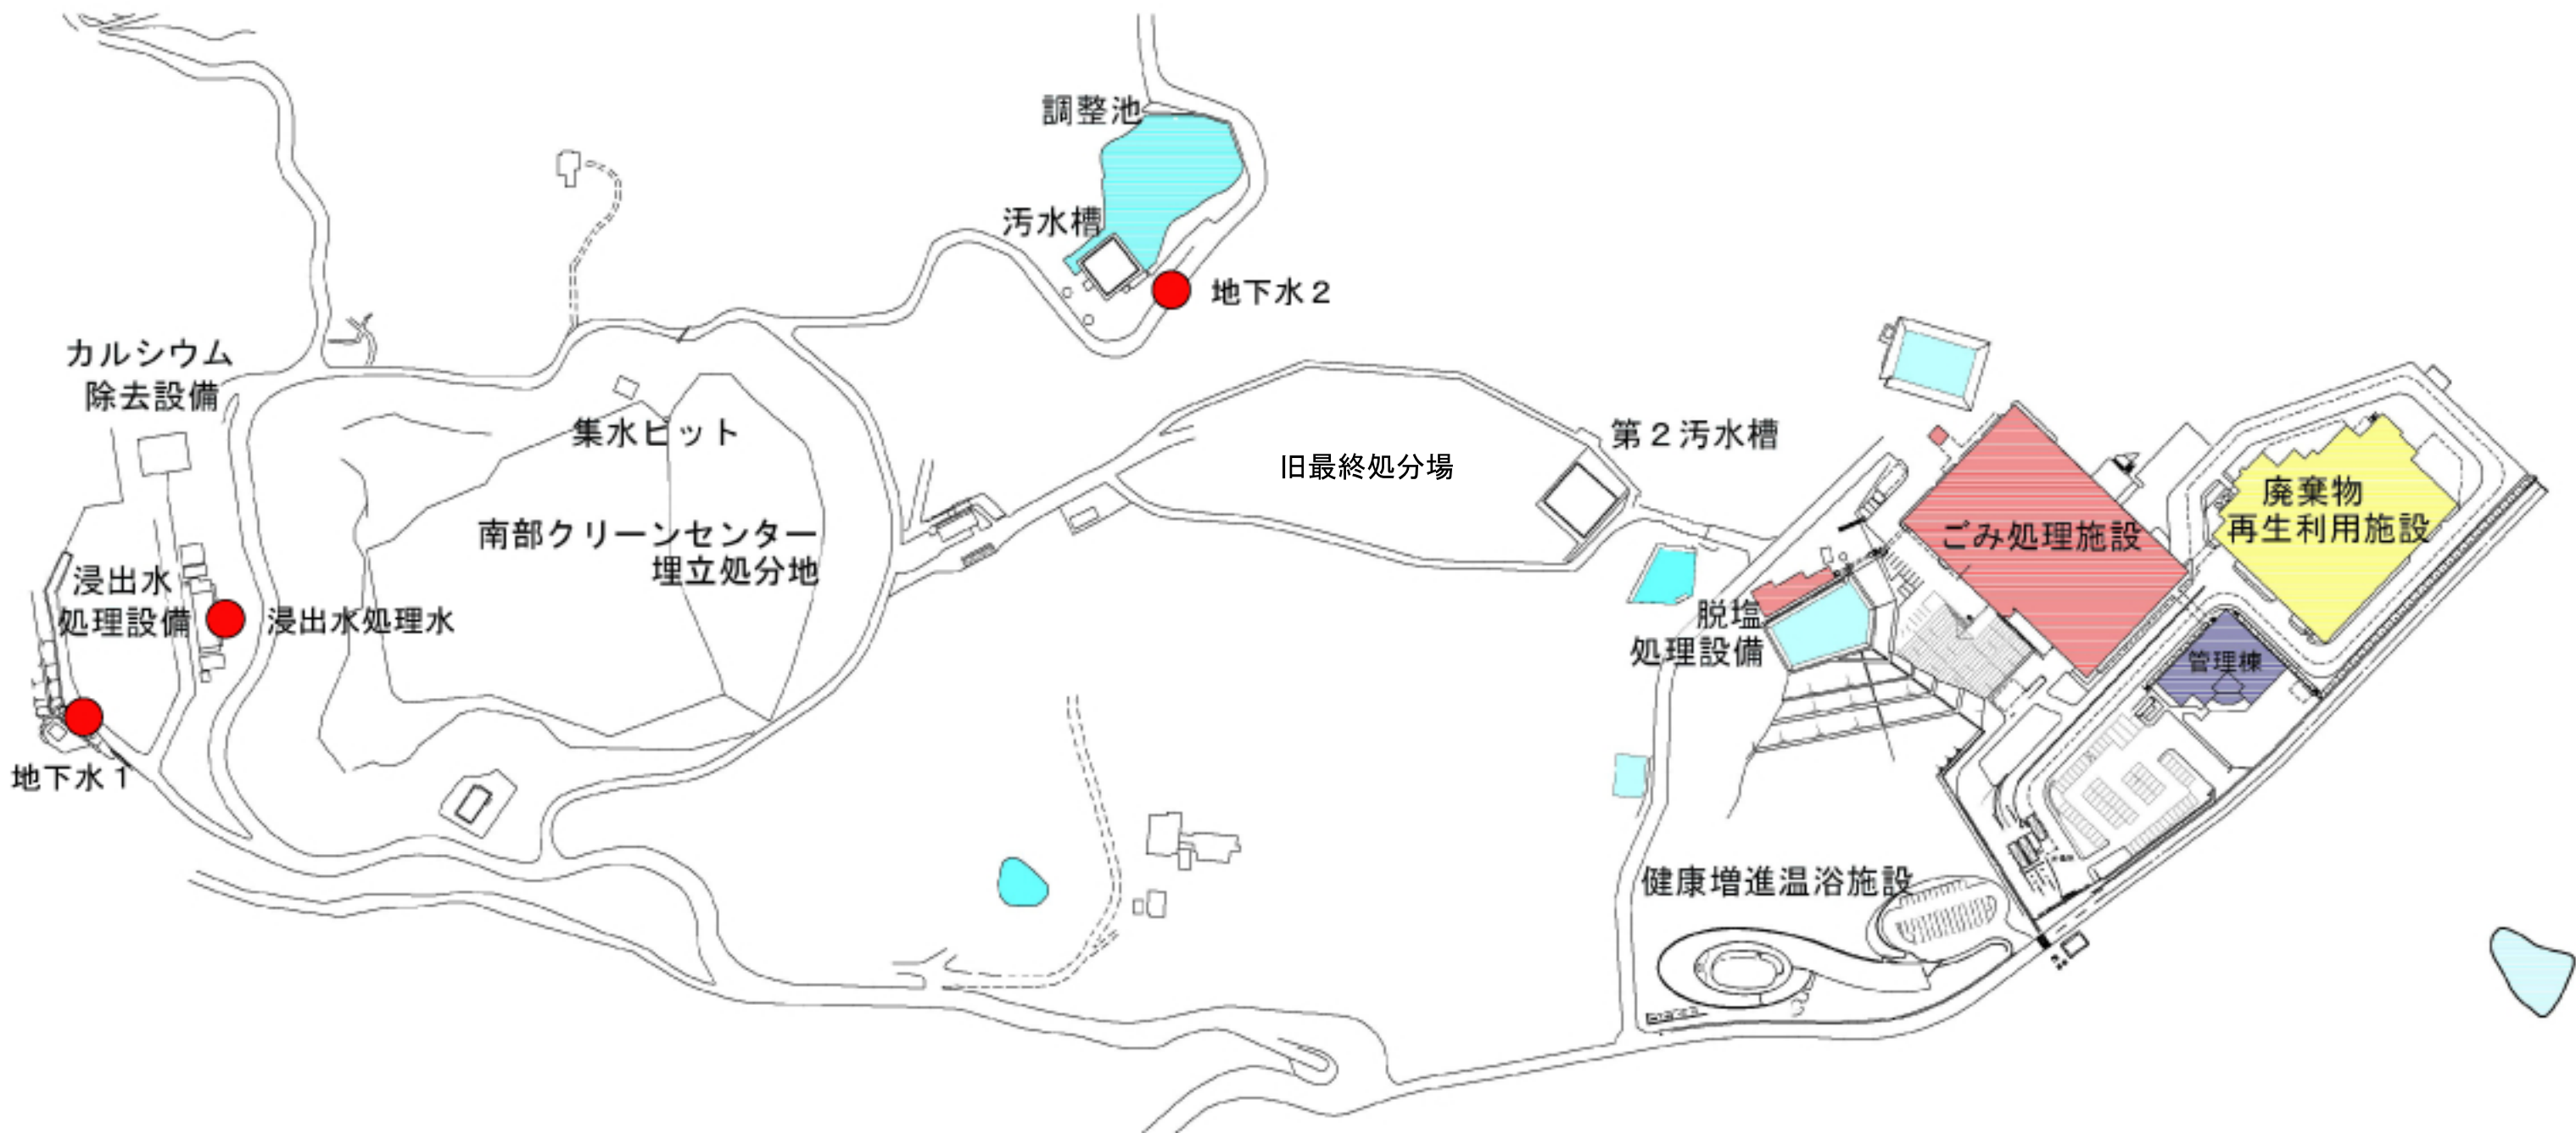 調整池
汚水槽
地下水２
カルシウム
除去設備
集水ピット
第２汚水槽
旧最終処分場
南部クリーンセンター
埋立処分地
ごみ処理施設
廃棄物
再生利用施設
浸出水
処理設備
浸出水処理水
脱塩
処理設備
管理棟
地下水１
健康増進温浴施設